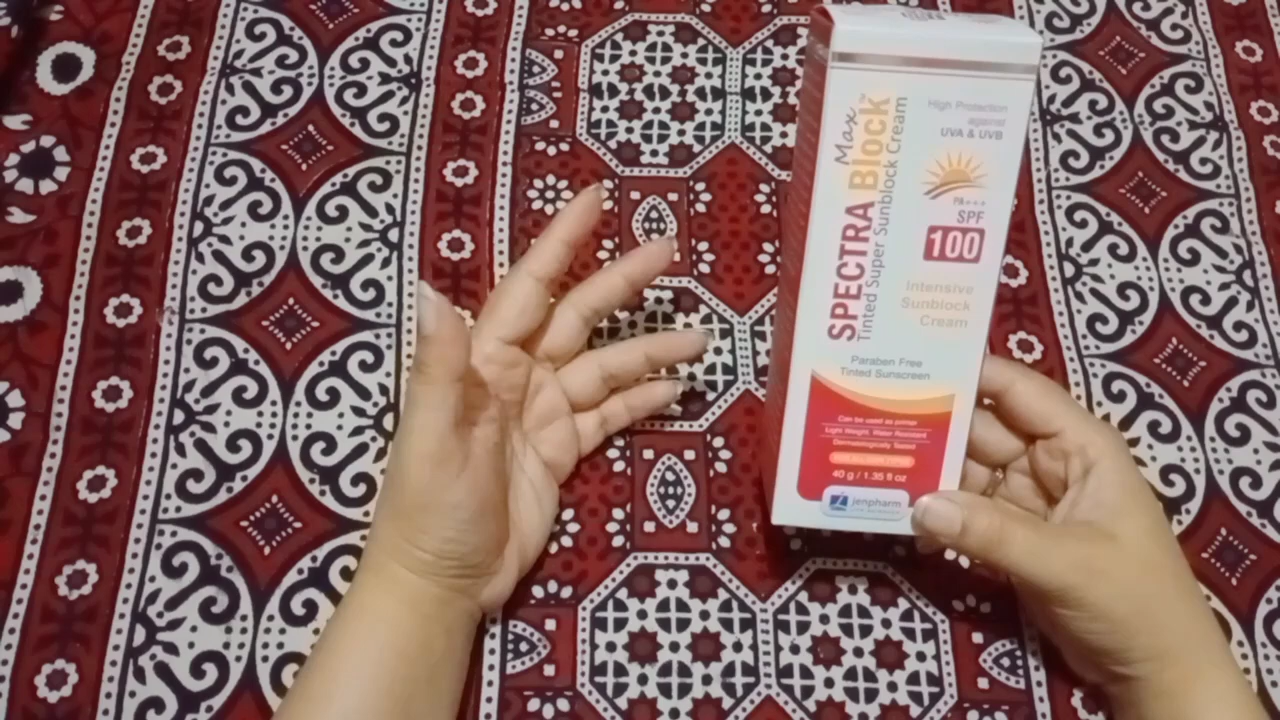 SPECTRA Block™
Max
Tinted Super Sunblock Cream
High Protection
against
UVA & UVB
PA+++
SPF
100
Intensive
Sunblock
Cream
Paraben Free
Tinted Sunscreen
Can be used as primer
Light Weight, Water Resistant
Dermatologically Tested
40 g / 1.35 fl oz
jenpharm